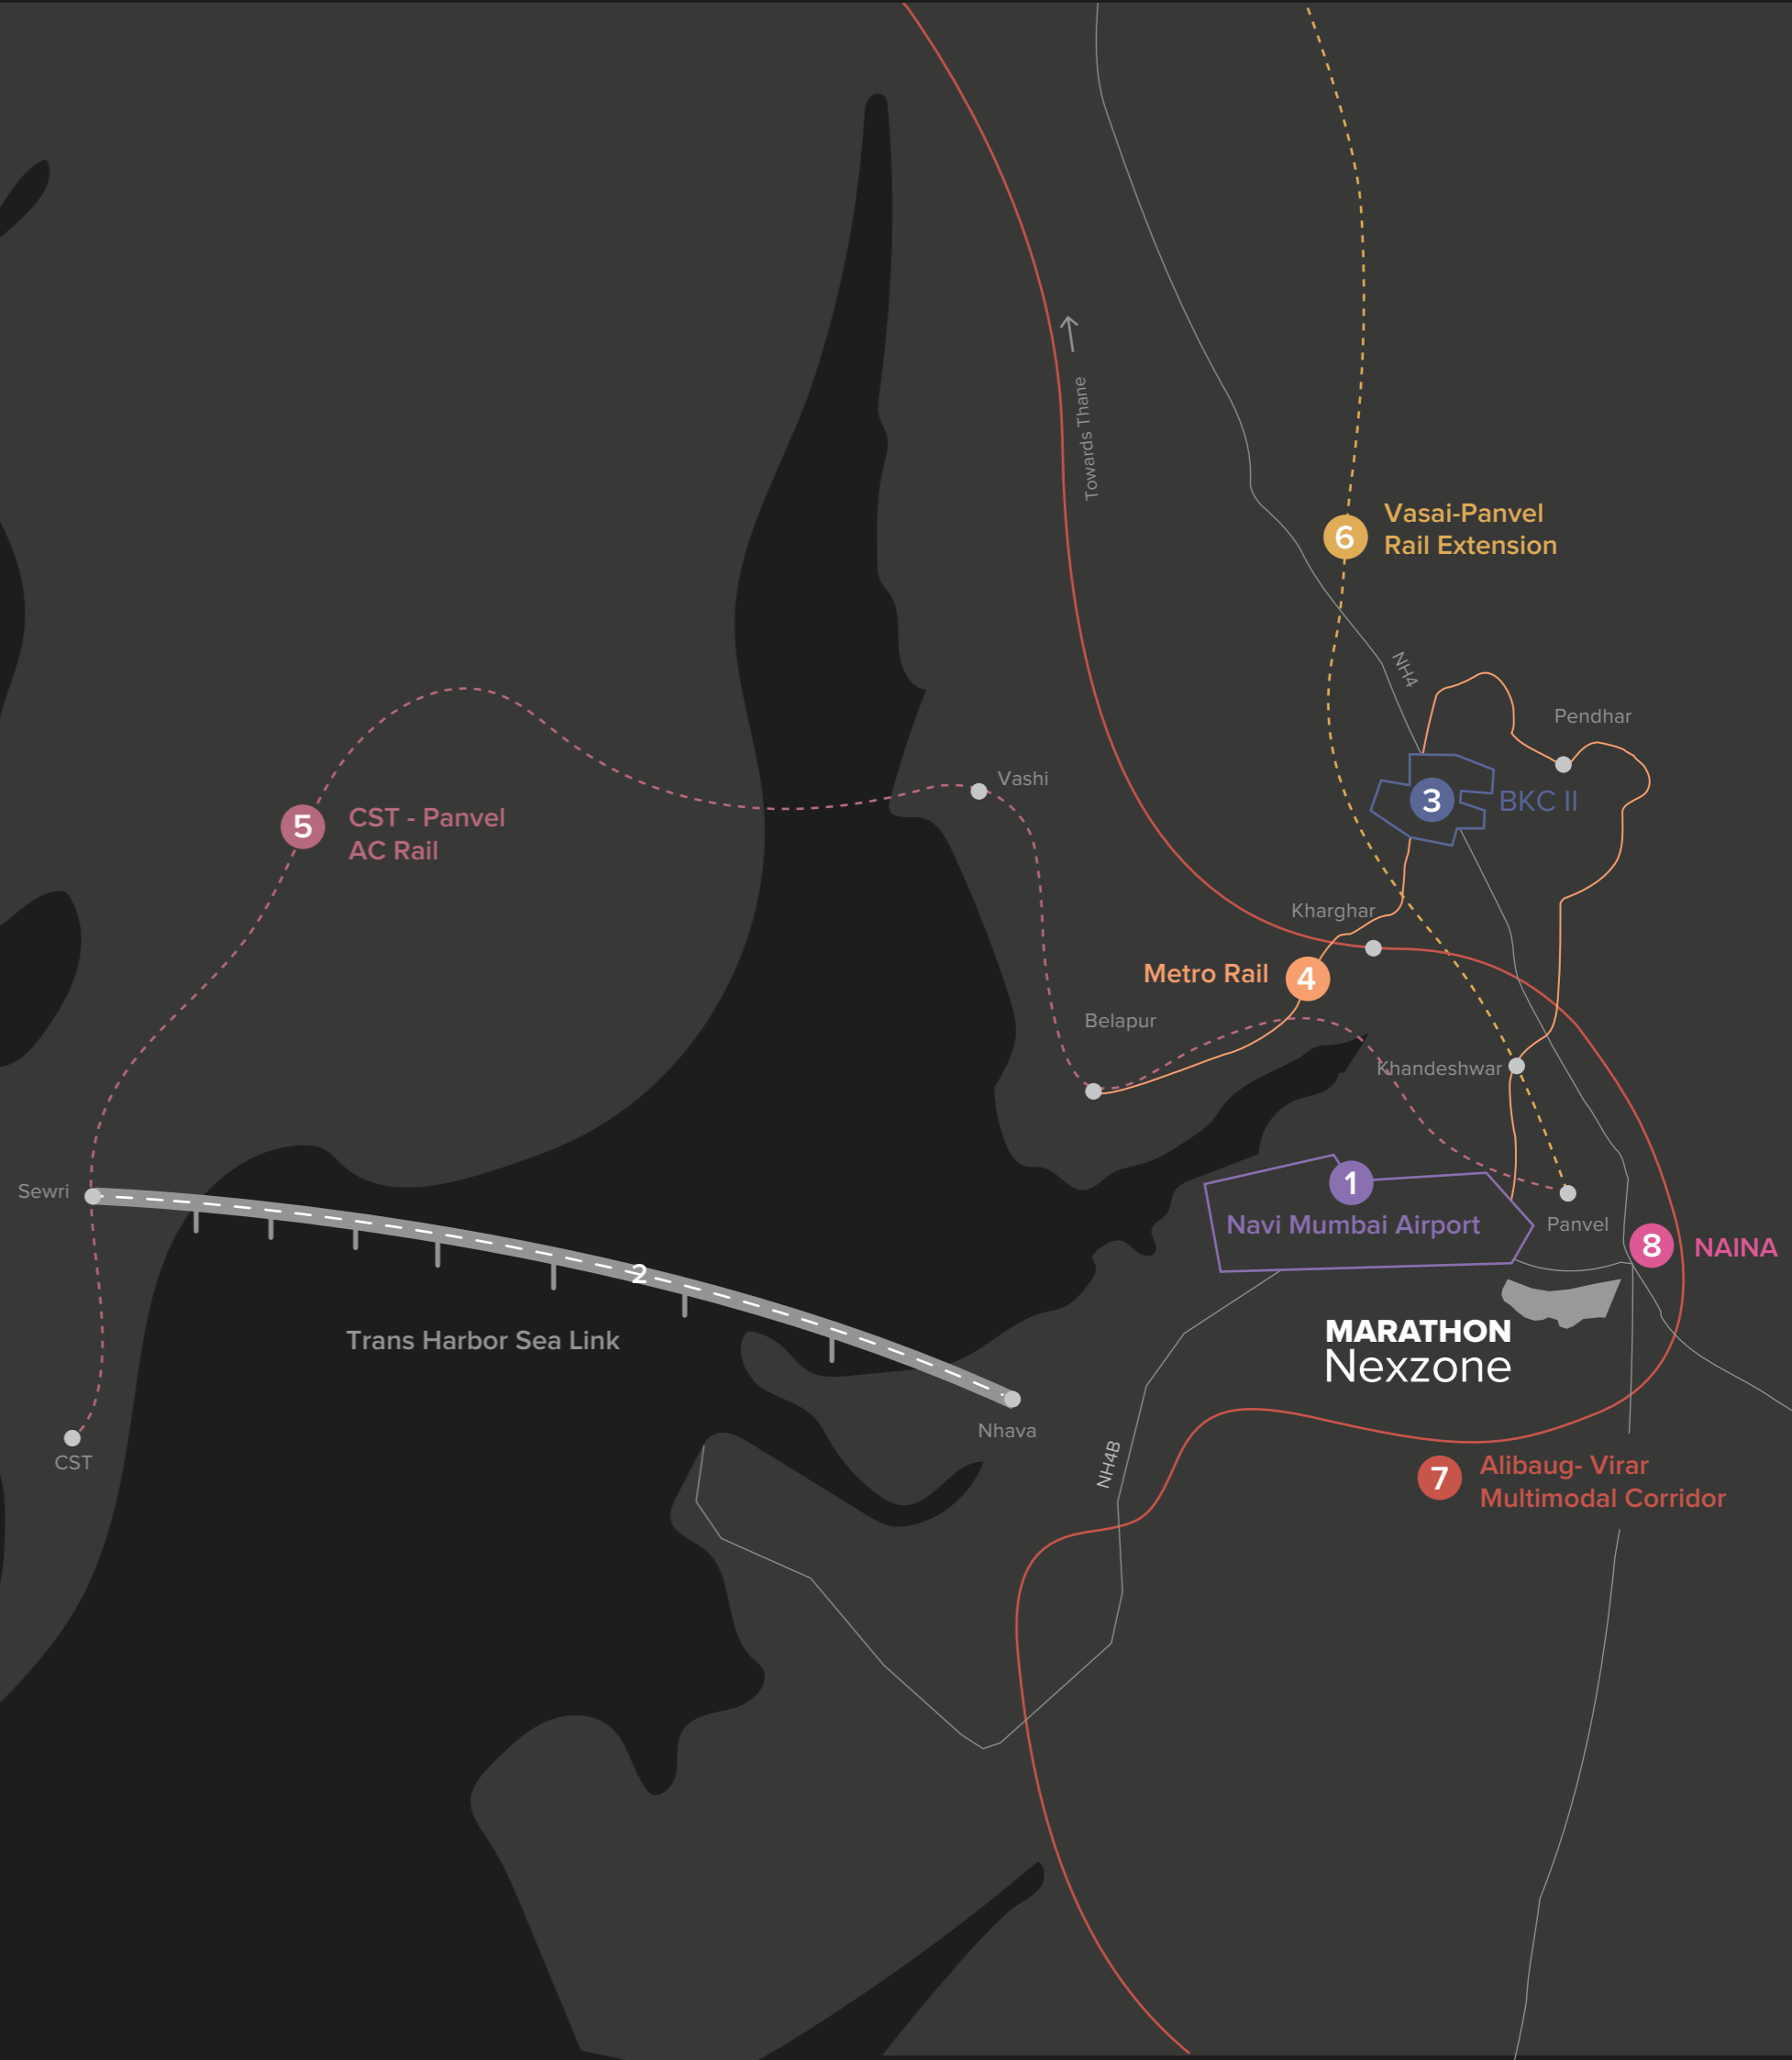 Towards Thane
6
Vasai-Panvel
Rail Extension
NH4
Pendhar
Vashi
3
BKC II
5
CST - Panvel
AC Rail
Kharghar
Metro Rail
4
Belapur
Khandeshwar
1
Navi Mumbai Airport
Sewri
Panvel
8
NAINA
2
Trans Harbor Sea Link
MARATHON
Nexzone
Nhava
CST
NH4B
7
Alibaug- Virar
Multimodal Corridor